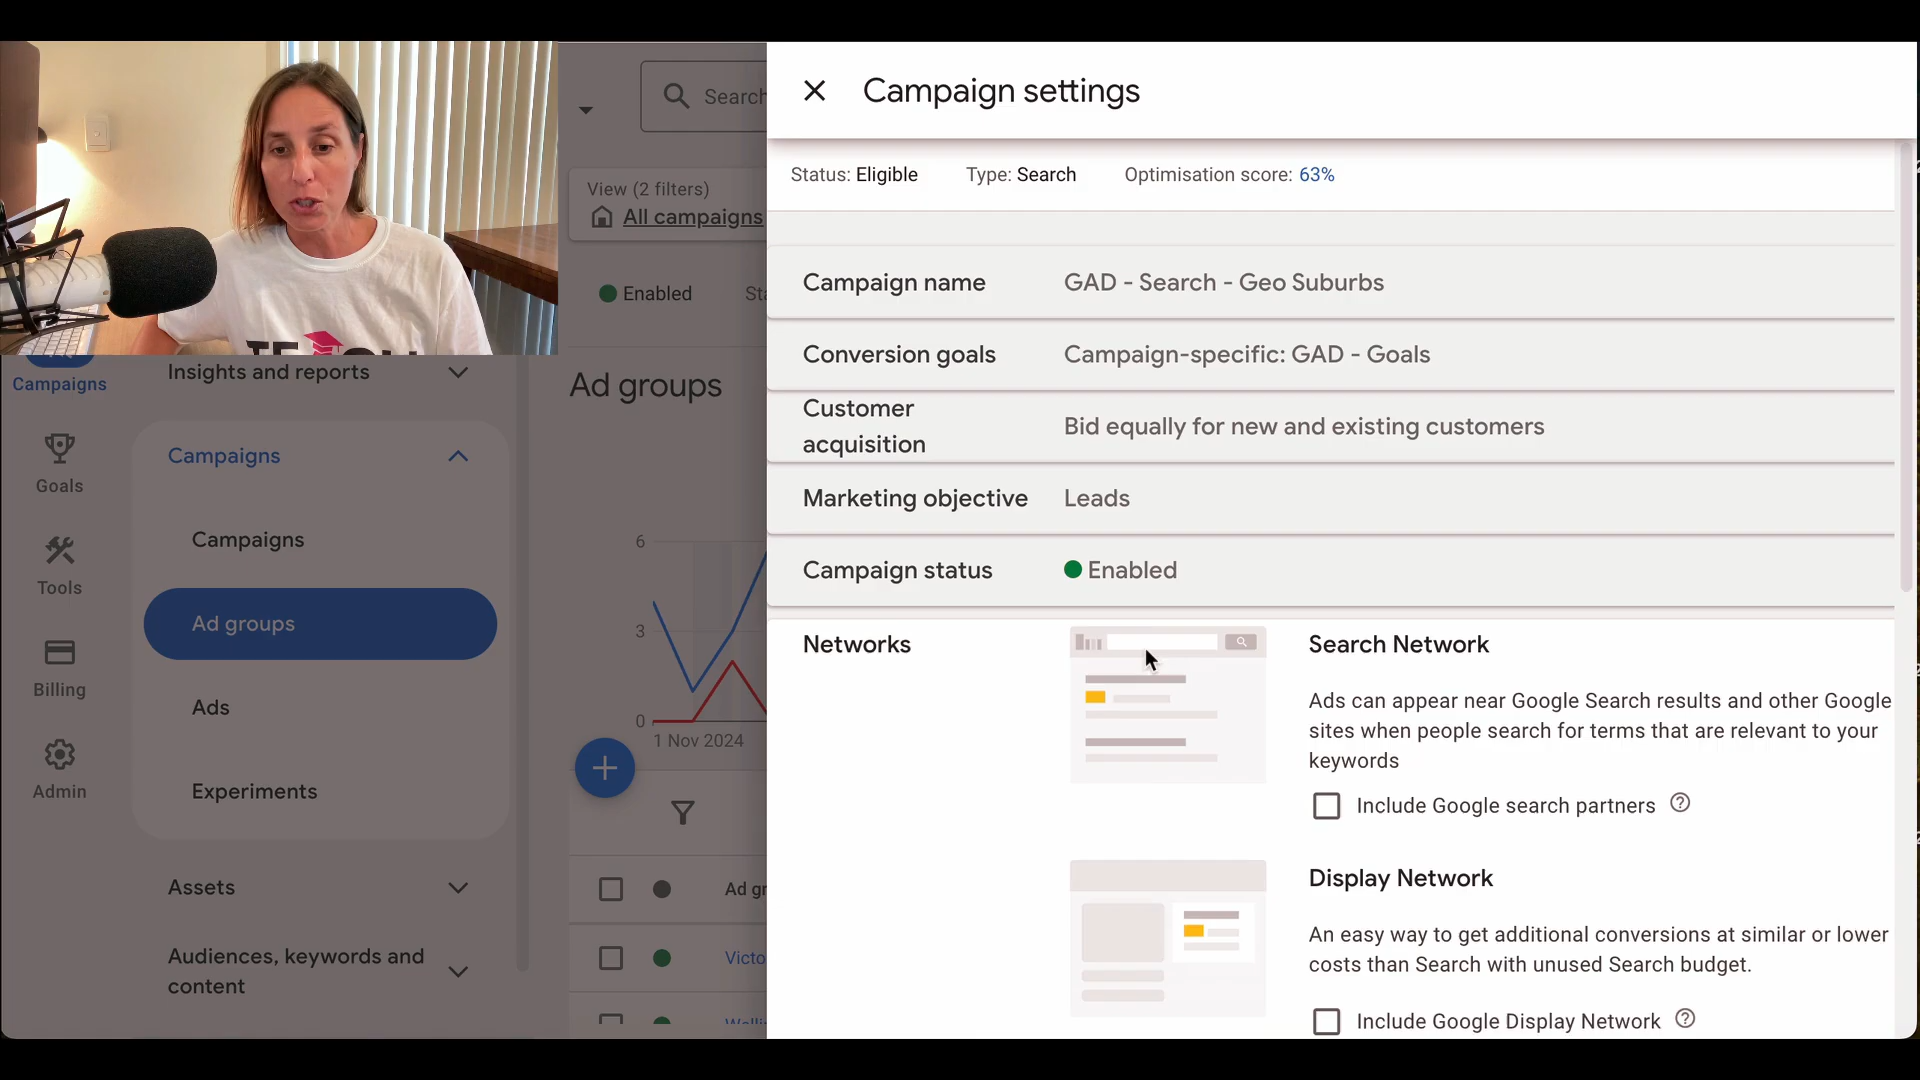 Search
View (2 filters)
All campaigns
Enabled
Campaigns
Insights and reports
Goals
Tools
Billing
Admin
Campaigns
Campaigns
Ad groups
Ads
Experiments
Assets
Audiences, keywords and
content
Ad groups
6
3
0
1 Nov 2024
Campaign settings
Status: Eligible
Type: Search
Optimisation score: 63%
Campaign name
GAD - Search - Geo Suburbs
Conversion goals
Campaign-specific: GAD - Goals
Customer
acquisition
Bid equally for new and existing customers
Marketing objective
Leads
Campaign status
Enabled
Networks
Search Network
Ads can appear near Google Search results and other Google
sites when people search for terms that are relevant to your
keywords
Include Google search partners
Display Network
An easy way to get additional conversions at similar or lower
costs than Search with unused Search budget.
Include Google Display Network